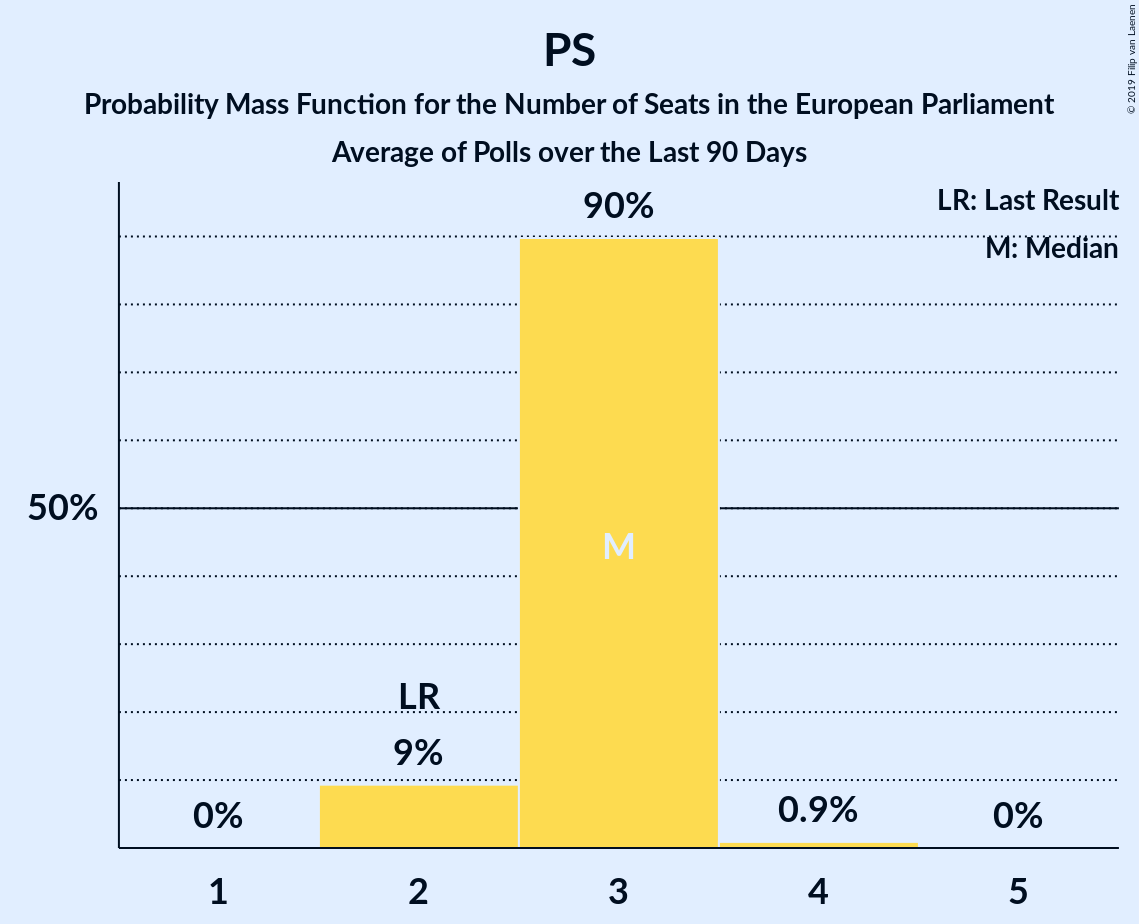 PS
Probability Mass Function for the Number of Seats in the European Parliament
Average of Polls over the Last 90 Days
© 2019 Filip van Laenen
LR: Last Result
M: Median
90%
50%
M
LR
9%
0%
0.9%
0%
1 2 3 4 5